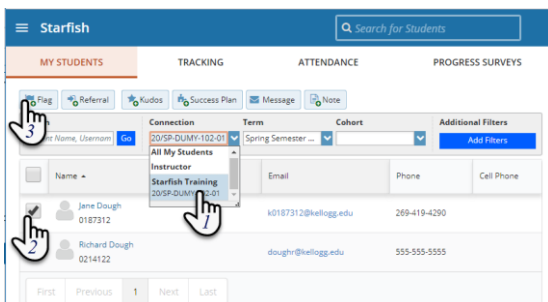 Starfish
Search for Students
MY STUDENTS TRACKING ATTENDANCE PROGRESS SURVEYS
Flag Referral Kudos Success Plan Message Note
Connection Term Cohort Additional Filters
Name, Usernam Go 20/SP-DUMY-102-01 Spring Semester ... Add Filters
All My Students
Instructor
Starfish Training
20/SP-DUMY-102-01
Name Email Phone Cell Phone
Jane Dough k0187312@kellogg.edu 269-419-4290
0187312
Richard Dough doughr@kellogg.edu 555-555-5555
0214122
First Previous 1 Next Last
3
1
2